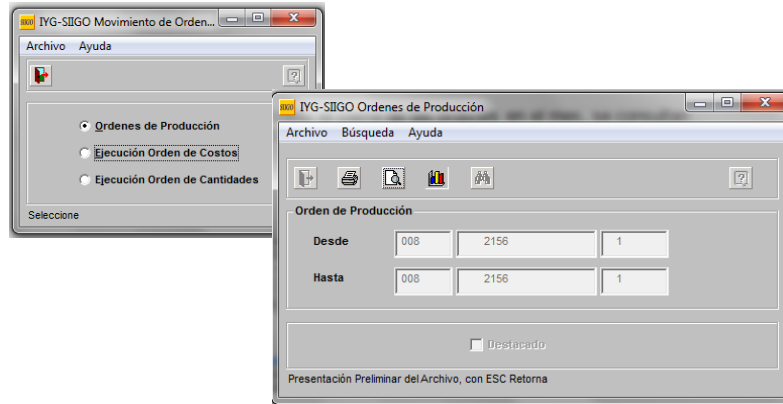 SIIGO IYG-SIIGO Movimiento de Orden...
Archivo Ayuda
Ordenes de Producción
Ejecución Orden de Costos
Ejecución Orden de Cantidades
Seleccione
SIIGO IYG-SIIGO Ordenes de Producción
Archivo Búsqueda Ayuda
Orden de Producción
Desde 008 2156 1
Hasta 008 2156 1
Destacado
Presentación Preliminar del Archivo, con ESC Retorna